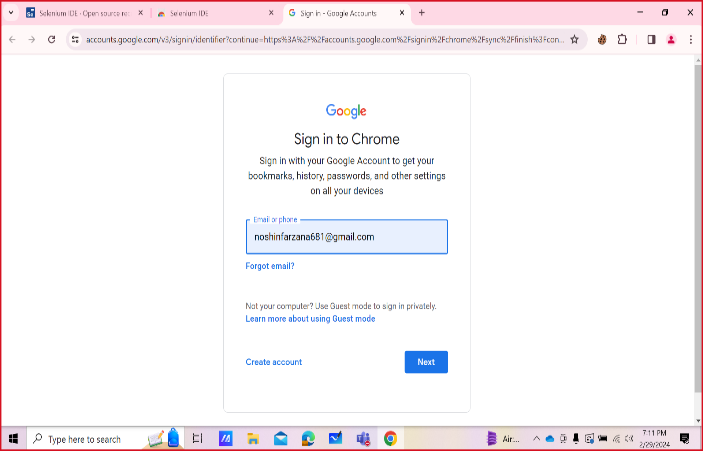 Selenium IDE · Open source re
Selenium IDE
Sign in - Google Accounts
accounts.google.com/v3/signin/identifier?continue=https%3A%2F%2Faccounts.google.com%2Fsignin%2Fchrome%2Fsync%2Ffinish%3Fcon...
Google
Sign in to Chrome
Sign in with your Google Account to get your
bookmarks, history, passwords, and other settings
on all your devices
Email or phone
noshinfarzana681@gmail.com
Forgot email?
Not your computer? Use Guest mode to sign in privately.
Learn more about using Guest mode
Create account
Next
Type here to search
Air...
7:11 PM
2/29/2024